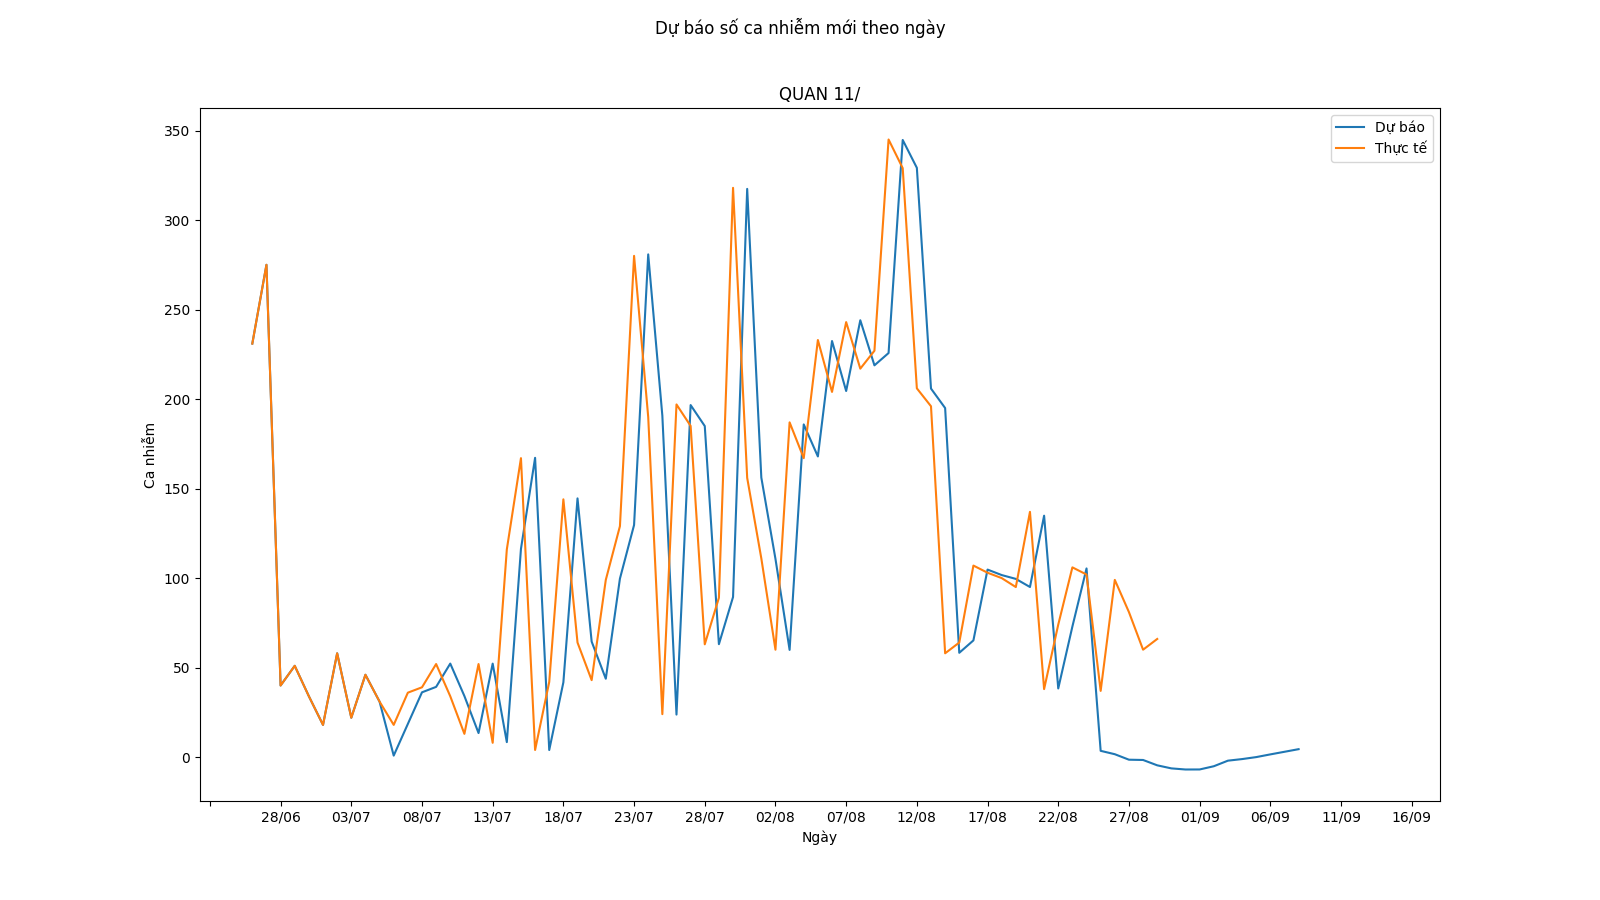 Dự báo số ca nhiễm mới theo ngày
QUAN 11/
Dự báo
Thực tế
350
300
250
200
150
100
50
0
Ca nhiễm
28/06 03/07 08/07 13/07 18/07 23/07 28/07 02/08 07/08 12/08 17/08 22/08 27/08 01/09 06/09 11/09 16/09
Ngày